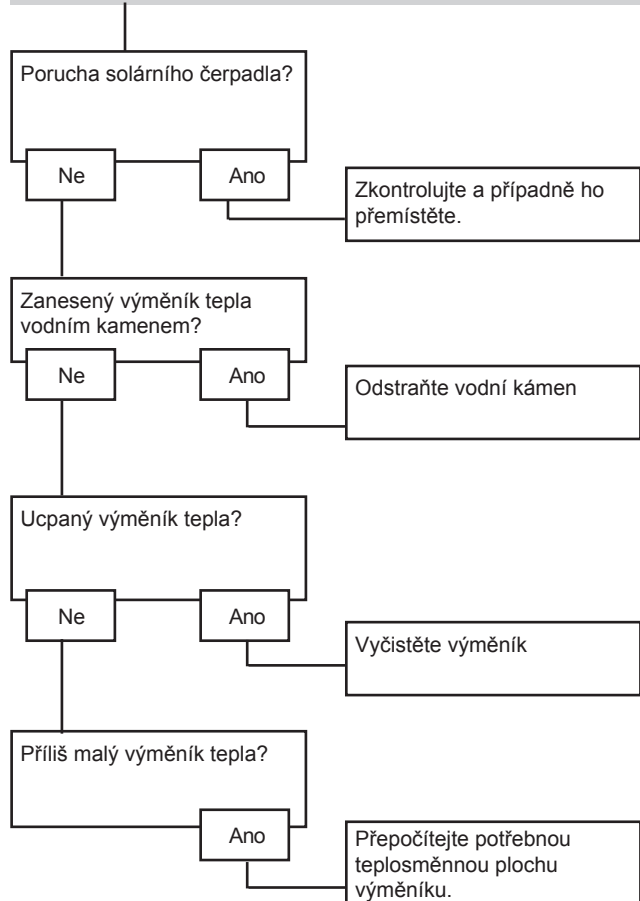 Porucha solárního čerpadla?
Ne
Ano
Zkontrolujte a případně ho
přemístěte.
Zanesený výměník tepla
vodním kamenem?
Ne
Ano
Odstraňte vodní kámen
Ucpaný výměník tepla?
Ne
Ano
Vyčistěte výměník
Příliš malý výměník tepla?
Ano
Přepočítejte potřebnou
teplosměnnou plochu
výměníku.